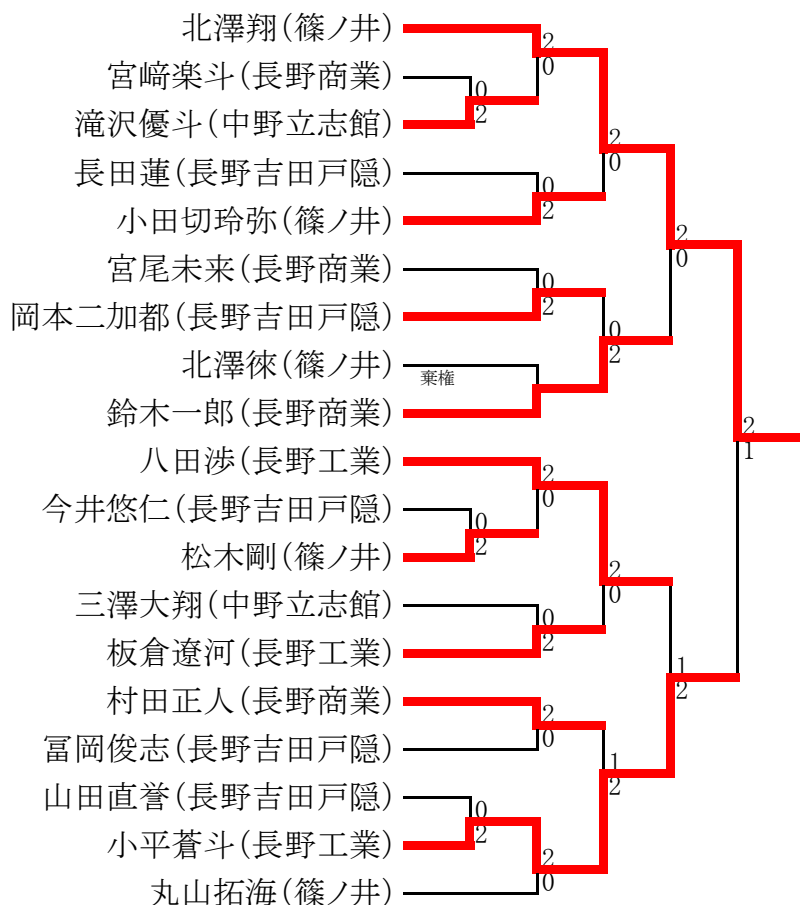 北澤翔(篠ノ井)
2
0
宮﨑楽斗(長野商業)
0
2
滝沢優斗(中野立志館)
2
0
長田蓮(長野吉田戸隠)
0
2
小田切玲弥(篠ノ井)
2
0
宮尾未来(長野商業)
0
2
岡本二加都(長野吉田戸隠)
0
2
北澤徠(篠ノ井)
棄権
鈴木一郎(長野商業)
2
1
八田渉(長野工業)
2
0
今井悠仁(長野吉田戸隠)
0
2
松木剛(篠ノ井)
2
0
三澤大翔(中野立志館)
0
2
板倉遼河(長野工業)
1
2
村田正人(長野商業)
2
0
冨岡俊志(長野吉田戸隠)
1
2
山田直誉(長野吉田戸隠)
0
2
小平蒼斗(長野工業)
2
0
丸山拓海(篠ノ井)